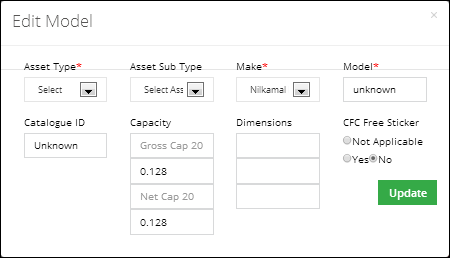 Edit Model ×
Asset Type* Asset Sub Type Make* Model*
Select Select Ass Nilkamal unknown
Catalogue ID Capacity Dimensions CFC Free Sticker
Unknown Gross Cap 20 Not Applicable
0.128 Yes No
Net Cap 20
0.128
Update